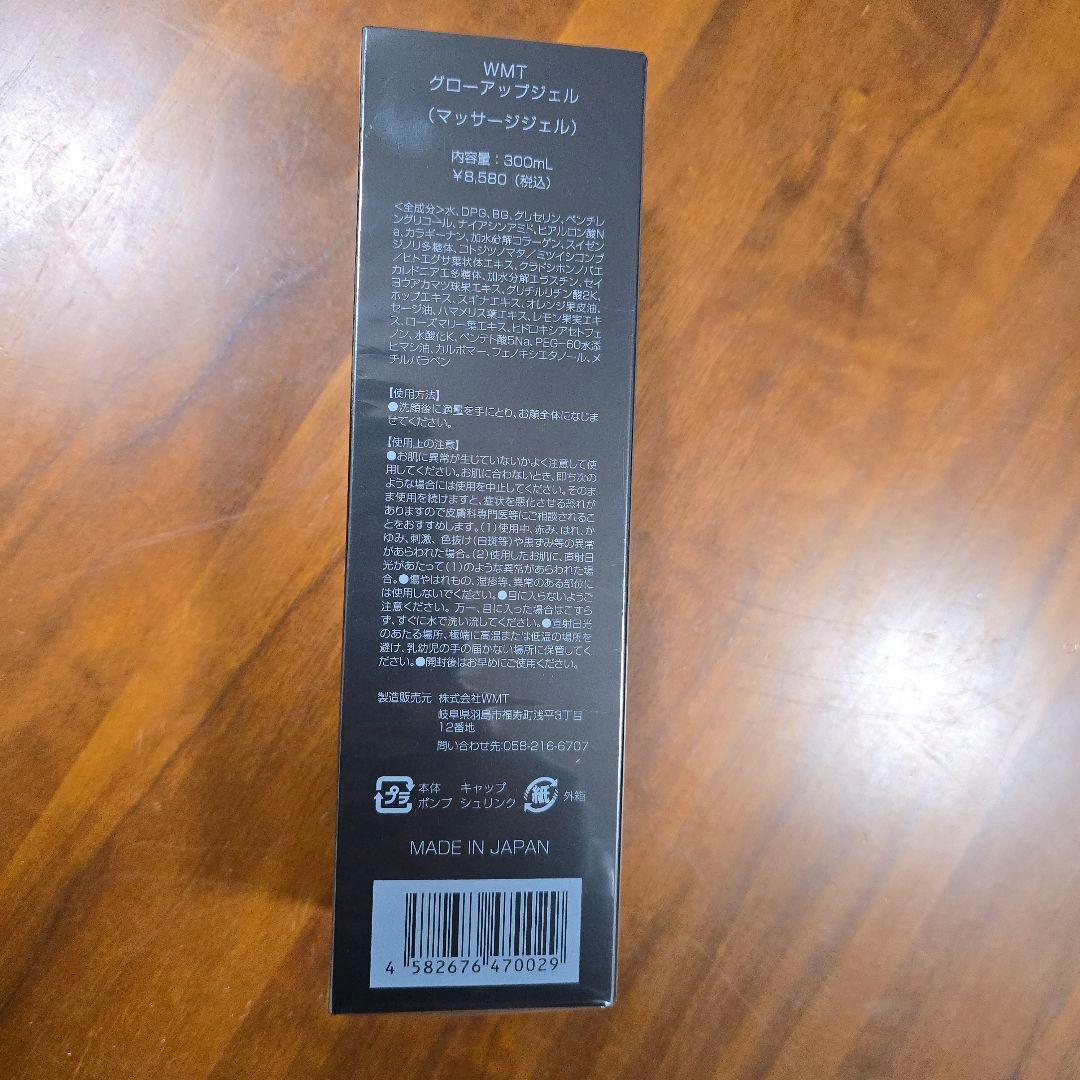 WMT
グローアップジェル
（マッサージジェル）
内容量：300mL
￥8,580（税込）
＜全成分＞水、DPG、BG、グリセリン、ペンチレ
ングリコール、ナイアシンアミド、ヒアルロン酸N
a、カラギーナン、加水分解コラーゲン、スイゼン
ジノリ多糖体、コトジツノマタ/ミツイシコンブ
/ヒトエグサ葉状体エキス、クラドシホンノバエ
カレドニアエ多糖体、加水分解エラスチン、セイ
ヨウアカマツ球果エキス、グリチルリチン酸2K、
ホップエキス、スギナエキス、オレンジ果皮油、
セージ油、ハマメリス葉エキス、レモン果実エキ
ス、ローズマリー葉エキス、ヒドロキシアセトフェ
ノン、水酸化K、ペンテト酸5Na、PEG-60水添
ヒマシ油、カルボマー、フェノキシエタノール、メ
チルパラベン
【使用方法】
●洗顔後に適量を手にとり、お顔全体になじま
せてください。
【使用上の注意】
●お肌に異常が生じていないかよく注意して使
用してください。お肌に合わないとき、即ち次の
ような場合には使用を中止してください。そのま
ま使用を続けますと、症状を悪化させる恐れが
ありますので皮膚科専門医等にご相談されるこ
とをおすすめします。（1）使用中、赤み、はれ、か
ゆみ、刺激、色抜け（白斑等）や黒ずみ等の異常
があらわれた場合。（2）使用したお肌に、直射日
光があたって（1）のような異常があらわれた場
合。●傷やはれもの、湿疹等、異常のある部位に
は使用しないでください。●目に入らないようご
注意ください。万一、目に入った場合はこすら
ず、すぐに水で洗い流してください。●直射日光
のあたる場所、極端に高温または低温の場所を
避け、乳幼児の手の届かない場所に保管してく
ださい。●開封後はお早めにご使用ください。
製造販売元 株式会社WMT
岐阜県羽島市福寿町浅平3丁目
12番地
問い合わせ先:058-216-6707
プラ 本体 キャップ 紙 外箱
ポンプ シュリンク
MADE IN JAPAN
4 582676 470029